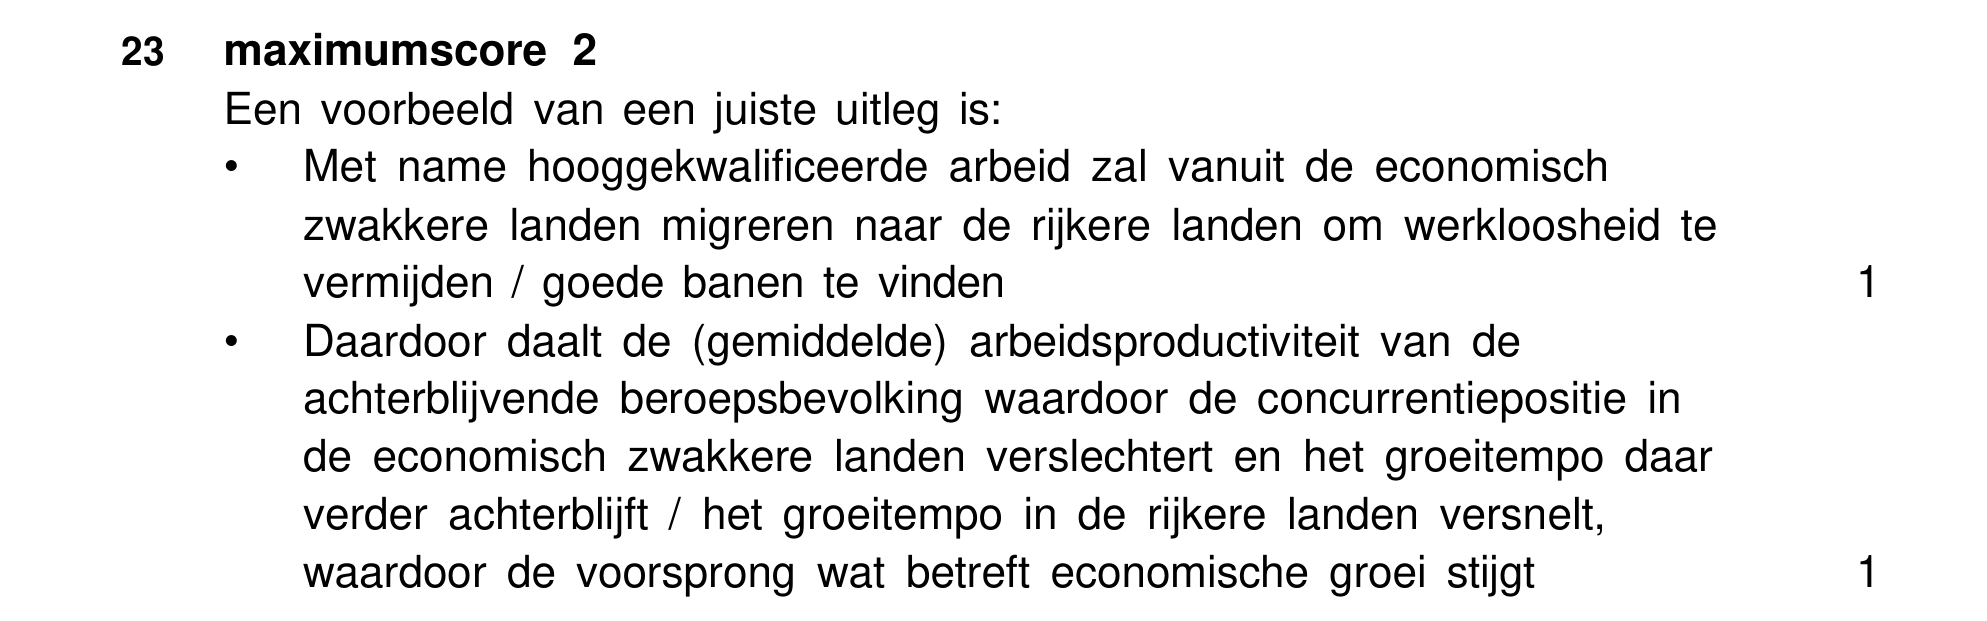 23 maximumscore 2
Een voorbeeld van een juiste uitleg is:
• Met name hooggekwalificeerde arbeid zal vanuit de economisch
zwakkere landen migreren naar de rijkere landen om werkloosheid te
vermijden / goede banen te vinden 1
• Daardoor daalt de (gemiddelde) arbeidsproductiviteit van de
achterblijvende beroepsbevolking waardoor de concurrentiepositie in
de economisch zwakkere landen verslechtert en het groeitempo daar
verder achterblijft / het groeitempo in de rijkere landen versnelt,
waardoor de voorsprong wat betreft economische groei stijgt 1